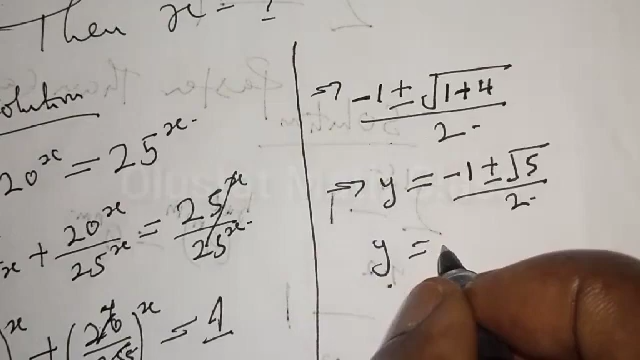 Then x = ?
Solution
20^x = 25^x
x + 20^x/25^x = 25^x/25^x
)^x + (20/25)^x = 1
⇒ -1 ± √(1+4) / 2
⇒ y = -1 ± √5 / 2
y =